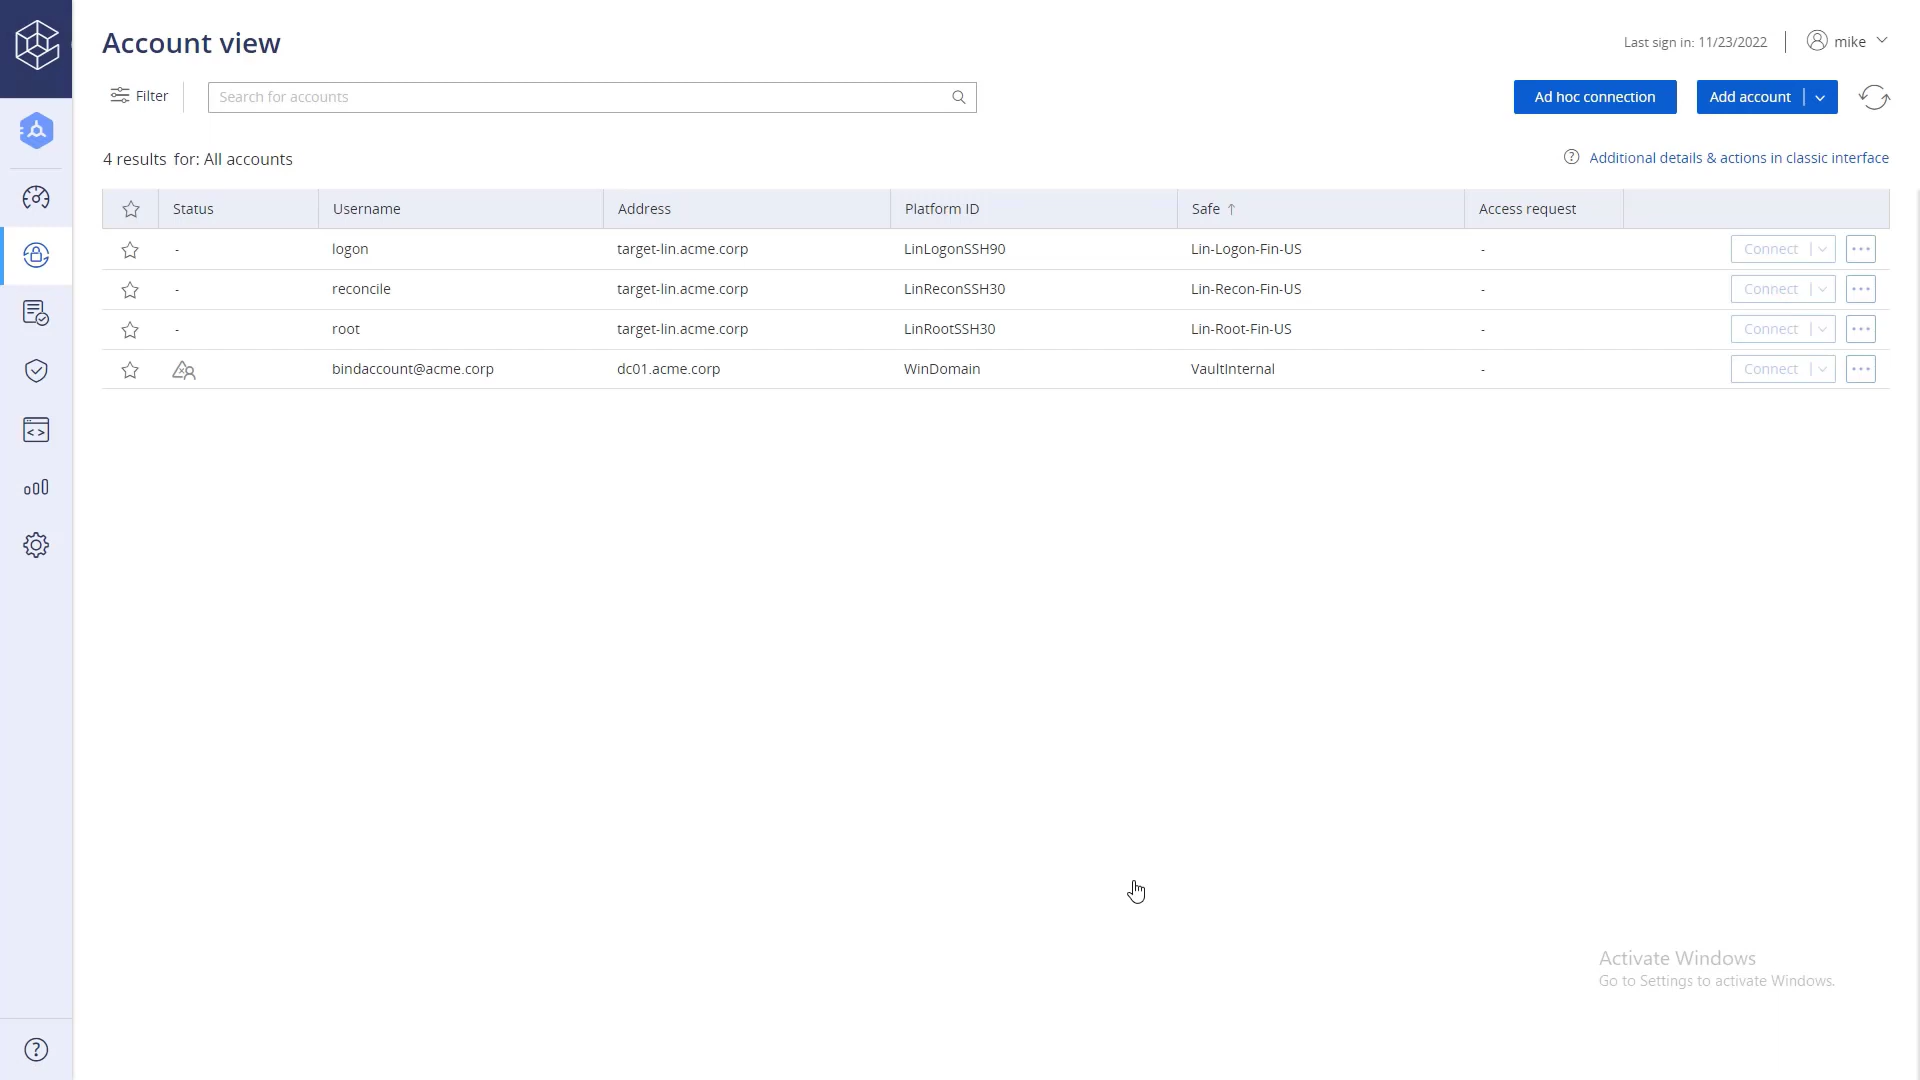 Account view
Last sign in: 11/23/2022
mike
Filter
Search for accounts
Ad hoc connection
Add account
4 results for: All accounts
Additional details & actions in classic interface
Status Username Address Platform ID Safe ↑ Access request
- logon target-lin.acme.corp LinLogonSSH90 Lin-Logon-Fin-US - Connect ...
- reconcile target-lin.acme.corp LinReconSSH30 Lin-Recon-Fin-US - Connect ...
- root target-lin.acme.corp LinRootSSH30 Lin-Root-Fin-US - Connect ...
bindaccount@acme.corp dc01.acme.corp WinDomain VaultInternal - Connect ...
Activate Windows
Go to Settings to activate Windows.